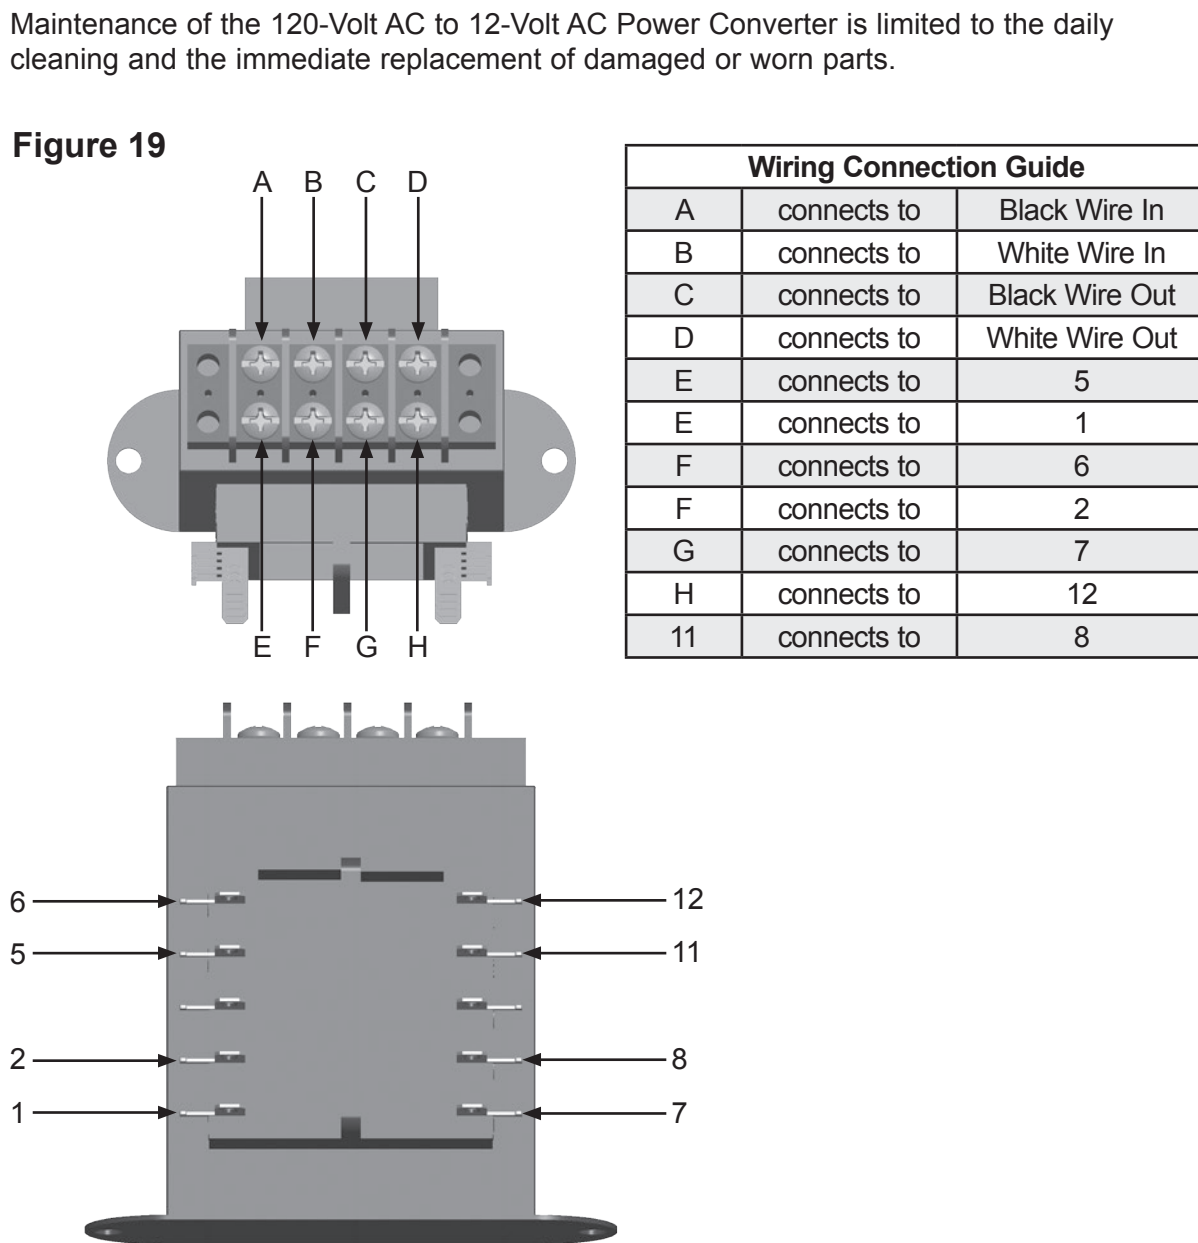 Maintenance of the 120-Volt AC to 12-Volt AC Power Converter is limited to the daily
cleaning and the immediate replacement of damaged or worn parts.
Figure 19
A B C D
E F G H
Wiring Connection Guide
A connects to Black Wire In
B connects to White Wire In
C connects to Black Wire Out
D connects to White Wire Out
E connects to 5
E connects to 1
F connects to 6
F connects to 2
G connects to 7
H connects to 12
11 connects to 8
6 12
5 11
2 8
1 7